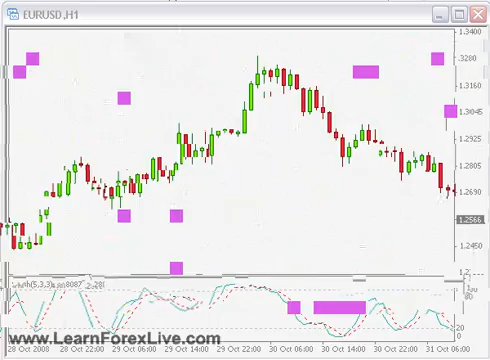 EURUSD,H1
1.3400
1.3280
1.3160
1.3045
1.2925
1.2805
1.2690
1.2566
1.2450
80
20
www.LearnForexLive.com
28 Oct 2008
28 Oct 22:00
29 Oct 06:00
29 Oct 14:00
29 Oct 22:00
30 Oct 06:00
30 Oct 14:00
30 Oct 22:00
31 Oct 06:00